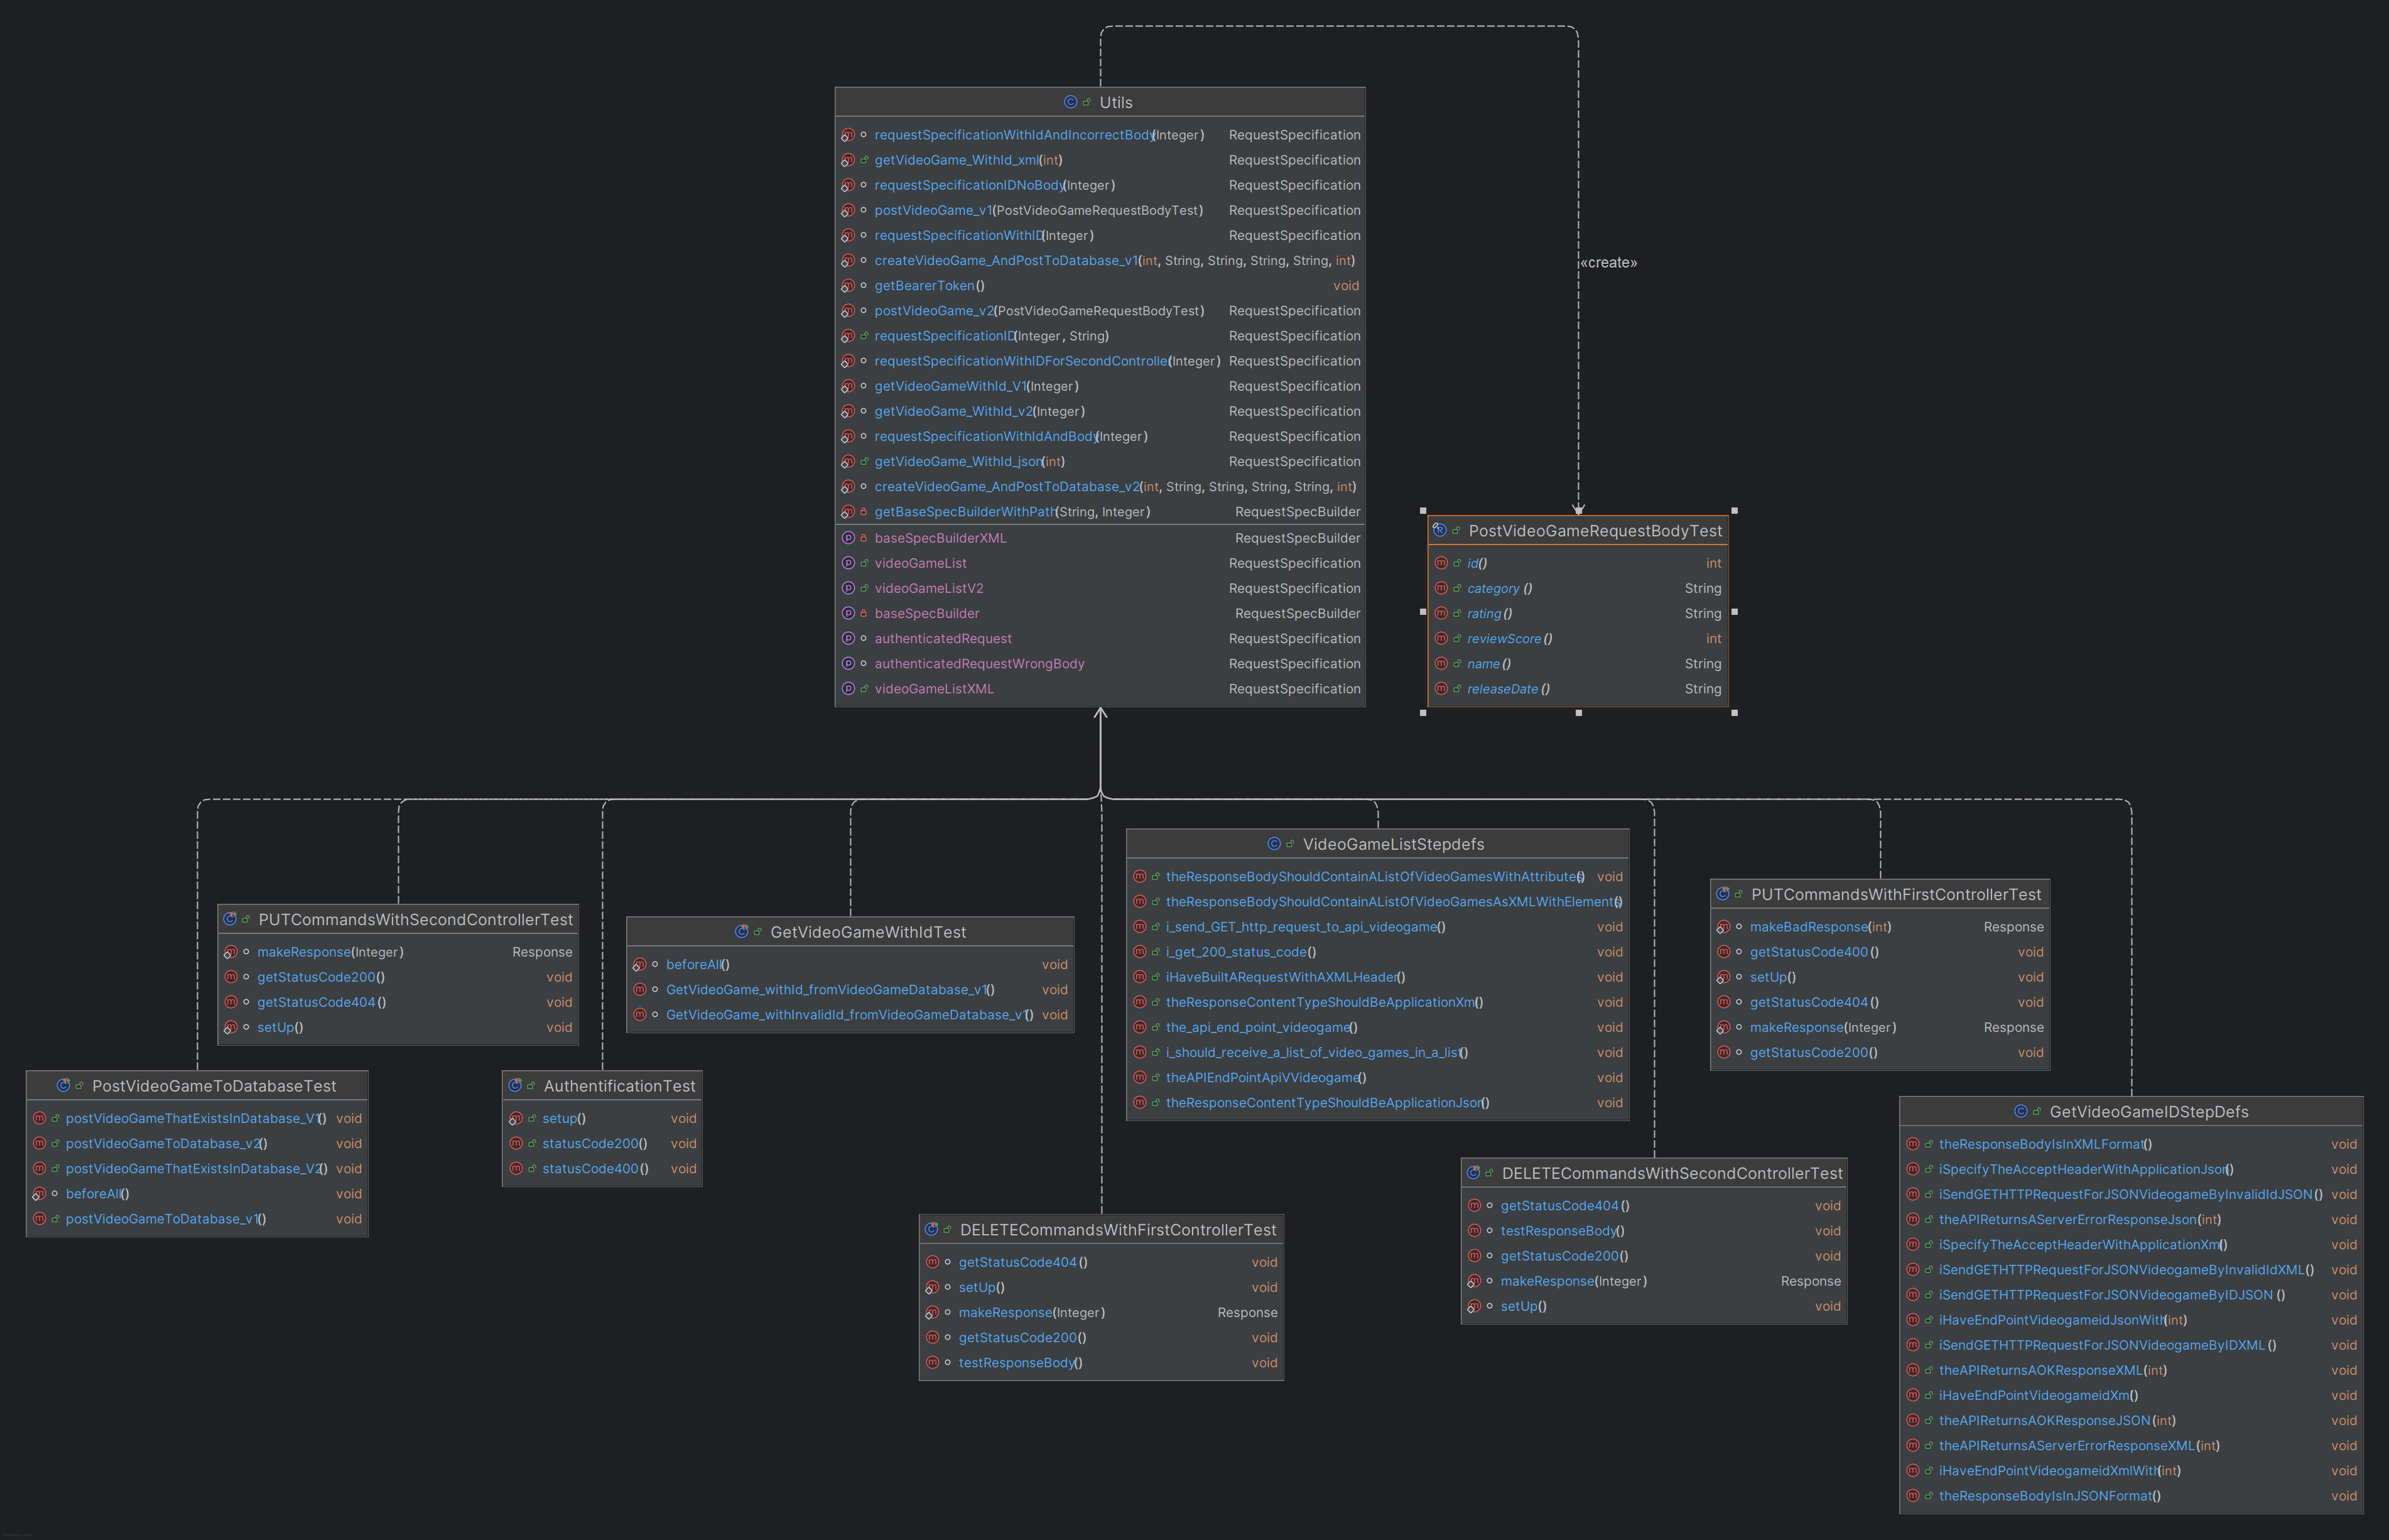 Utils
requestSpecificationWithIdAndIncorrectBody(Integer) RequestSpecification
getVideoGame_WithId_xml(int) RequestSpecification
requestSpecificationIDNoBody(Integer) RequestSpecification
postVideoGame_v1(PostVideoGameRequestBodyTest) RequestSpecification
requestSpecificationWithID(Integer) RequestSpecification
createVideoGame_AndPostToDatabase_v1(int, String, String, String, String, int)
getBearerToken() void
postVideoGame_v2(PostVideoGameRequestBodyTest) RequestSpecification
requestSpecificationID(Integer, String) RequestSpecification
requestSpecificationWithIDForSecondController(Integer) RequestSpecification
getVideoGameWithId_V1(Integer) RequestSpecification
getVideoGame_WithId_v2(Integer) RequestSpecification
requestSpecificationWithIdAndBody(Integer) RequestSpecification
getVideoGame_WithId_json(int) RequestSpecification
createVideoGame_AndPostToDatabase_v2(int, String, String, String, String, int)
getBaseSpecBuilderWithPath(String, Integer) RequestSpecBuilder
baseSpecBuilderXML RequestSpecBuilder
videoGameList RequestSpecification
videoGameListV2 RequestSpecification
baseSpecBuilder RequestSpecBuilder
authenticatedRequest RequestSpecification
authenticatedRequestWrongBody RequestSpecification
videoGameListXML RequestSpecification
«create»
PostVideoGameRequestBodyTest
id() int
category() String
rating() String
reviewScore() int
name() String
releaseDate() String
PUTCommandsWithSecondControllerTest
makeResponse(Integer) Response
getStatusCode200() void
getStatusCode404() void
setUp() void
GetVideoGameWithIdTest
beforeAll() void
GetVideoGame_withId_fromVideoGameDatabase_v1() void
GetVideoGame_withInvalidId_fromVideoGameDatabase_v1() void
VideoGameListStepdefs
theResponseBodyShouldContainAListOfVideoGamesWithAttributes() void
theResponseBodyShouldContainAListOfVideoGamesAsXMLWithElements()
i_send_GET_http_request_to_api_videogame() void
i_get_200_status_code() void
iHaveBuiltARequestWithAXMLHeader() void
theResponseContentTypeShouldBeApplicationXml() void
the_api_end_point_videogame() void
i_should_receive_a_list_of_video_games_in_a_list() void
theAPIEndPointApiVVideogame() void
theResponseContentTypeShouldBeApplicationJson() void
PUTCommandsWithFirstControllerTest
makeBadResponse(int) Response
getStatusCode400() void
setUp() void
getStatusCode404() void
makeResponse(Integer) Response
getStatusCode200() void
PostVideoGameToDatabaseTest
postVideoGameThatExistsInDatabase_V1() void
postVideoGameToDatabase_v2() void
postVideoGameThatExistsInDatabase_V2() void
beforeAll() void
postVideoGameToDatabase_v1() void
AuthentificationTest
setup() void
statusCode200() void
statusCode400() void
DELETECommandsWithFirstControllerTest
getStatusCode404() void
setUp() void
makeResponse(Integer) Response
getStatusCode200() void
testResponseBody() void
DELETECommandsWithSecondControllerTest
getStatusCode404() void
testResponseBody() void
getStatusCode200() void
makeResponse(Integer) Response
setUp() void
GetVideoGameIDStepDefs
theResponseBodyIsInXMLFormat() void
iSpecifyTheAcceptHeaderWithApplicationJson() void
iSendGETHTTPRequestForJSONVideogameByInvalidIdJSON() void
theAPIReturnsAServerErrorResponseJson(int) void
iSpecifyTheAcceptHeaderWithApplicationXml() void
iSendGETHTTPRequestForJSONVideogameByInvalidIdXML() void
iSendGETHTTPRequestForJSONVideogameByIDJSON() void
iHaveEndPointVideogameidJsonWith(int) void
iSendGETHTTPRequestForJSONVideogameByIDXML() void
theAPIReturnsAOKResponseXML(int) void
iHaveEndPointVideogameidXml() void
theAPIReturnsAOKResponseJSON(int) void
theAPIReturnsAServerErrorResponseXML(int) void
iHaveEndPointVideogameidXmlWith(int) void
theResponseBodyIsInJSONFormat() void